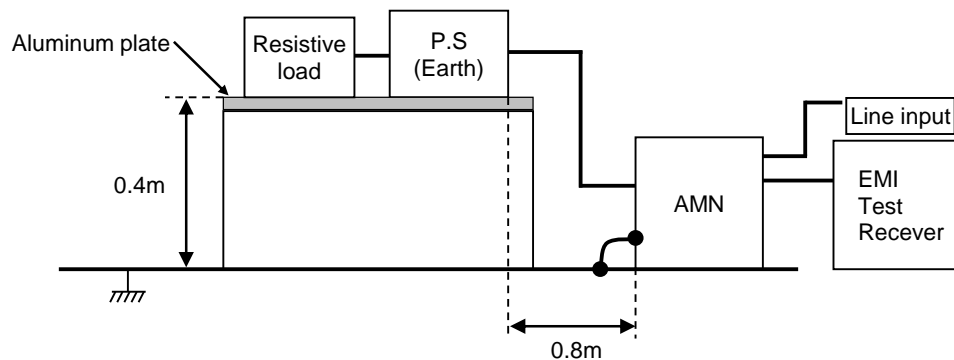 Aluminum plate
Resistive
load
P.S
(Earth)
Line input
0.4m
AMN
EMI
Test
Recever
0.8m